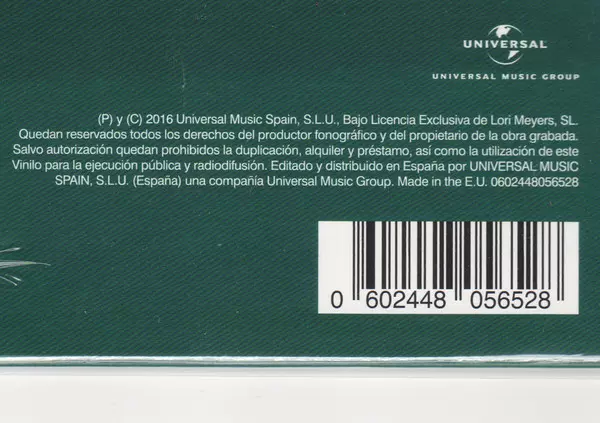 UNIVERSAL
UNIVERSAL MUSIC GROUP
(P) y (C) 2016 Universal Music Spain, S.L.U., Bajo Licencia Exclusiva de Lori Meyers, SL.
Quedan reservados todos los derechos del productor fonográfico y del propietario de la obra grabada.
Salvo autorización quedan prohibidos la duplicación, alquiler y préstamo, así como la utilización de este
Vinilo para la ejecución pública y radiodifusión. Editado y distribuido en España por UNIVERSAL MUSIC
SPAIN, S.L.U. (España) una compañía Universal Music Group. Made in the E.U. 0602448056528
0 602448 056528